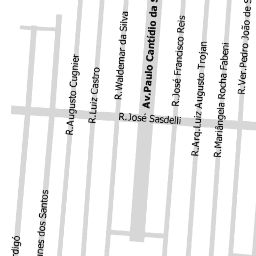 R.Augusto Cugnier
R.Luiz Castro
R.Waldemar da Silva
Av.Paulo Cantídio da S
R.José Francisco Reis
R.Arq.Luiz Augusto Trojan
R.Mariângela Rocha Fabeni
R.Ver.Pedro João de S
R.José Sasdelli
rdigó
unes dos Santos